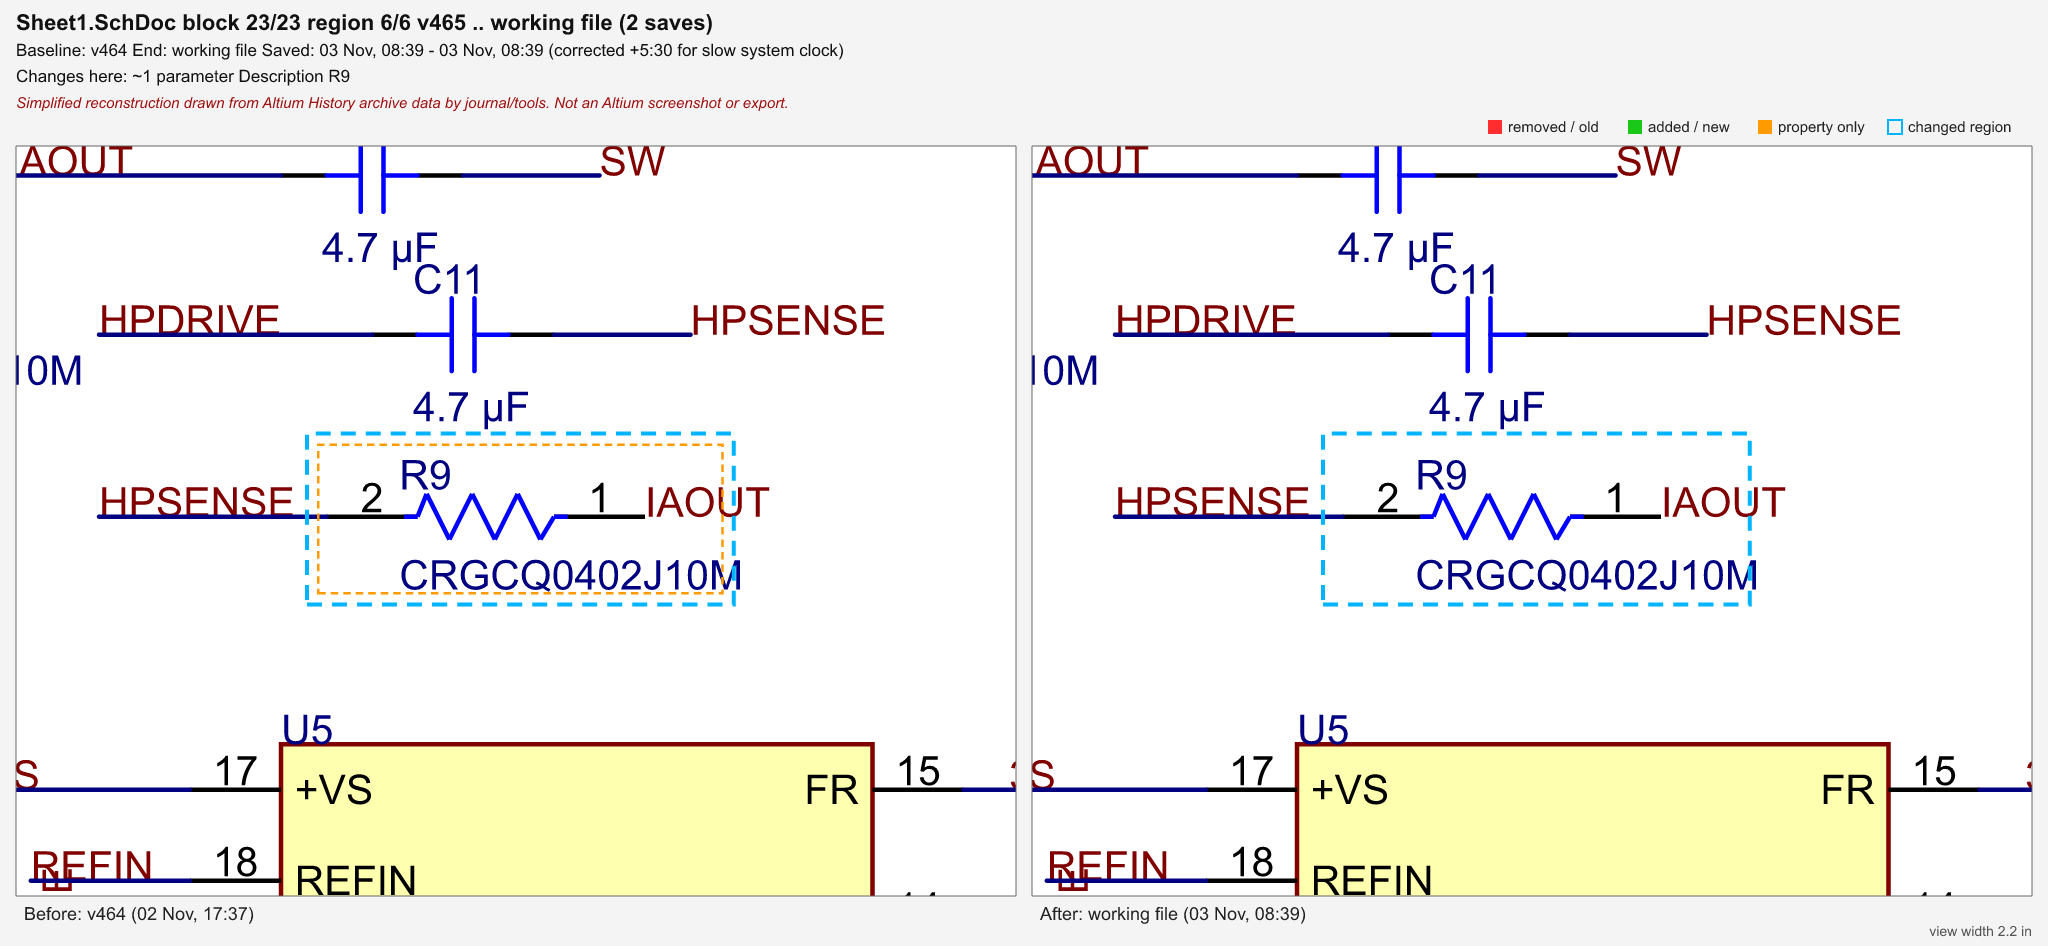 Sheet1.SchDoc block 23/23 region 6/6 v465 .. working file (2 saves)
Baseline: v464 End: working file Saved: 03 Nov, 08:39 - 03 Nov, 08:39 (corrected +5:30 for slow system clock)
Changes here: ~1 parameter Description R9
Simplified reconstruction drawn from Altium History archive data by journal/tools. Not an Altium screenshot or export.
removed / old
added / new
property only
changed region
AOUT
SW
4.7 µF
C11
HPDRIVE
HPSENSE
10M
4.7 µF
R9
HPSENSE
2
1
IAOUT
CRGCQ0402J10M
U5
S
17
+VS
FR
15
REFIN
18
REFIN
Before: v464 (02 Nov, 17:37)
AOUT
SW
4.7 µF
C11
HPDRIVE
HPSENSE
10M
4.7 µF
R9
HPSENSE
2
1
IAOUT
CRGCQ0402J10M
U5
S
17
+VS
FR
15
REFIN
18
REFIN
After: working file (03 Nov, 08:39)
view width 2.2 in